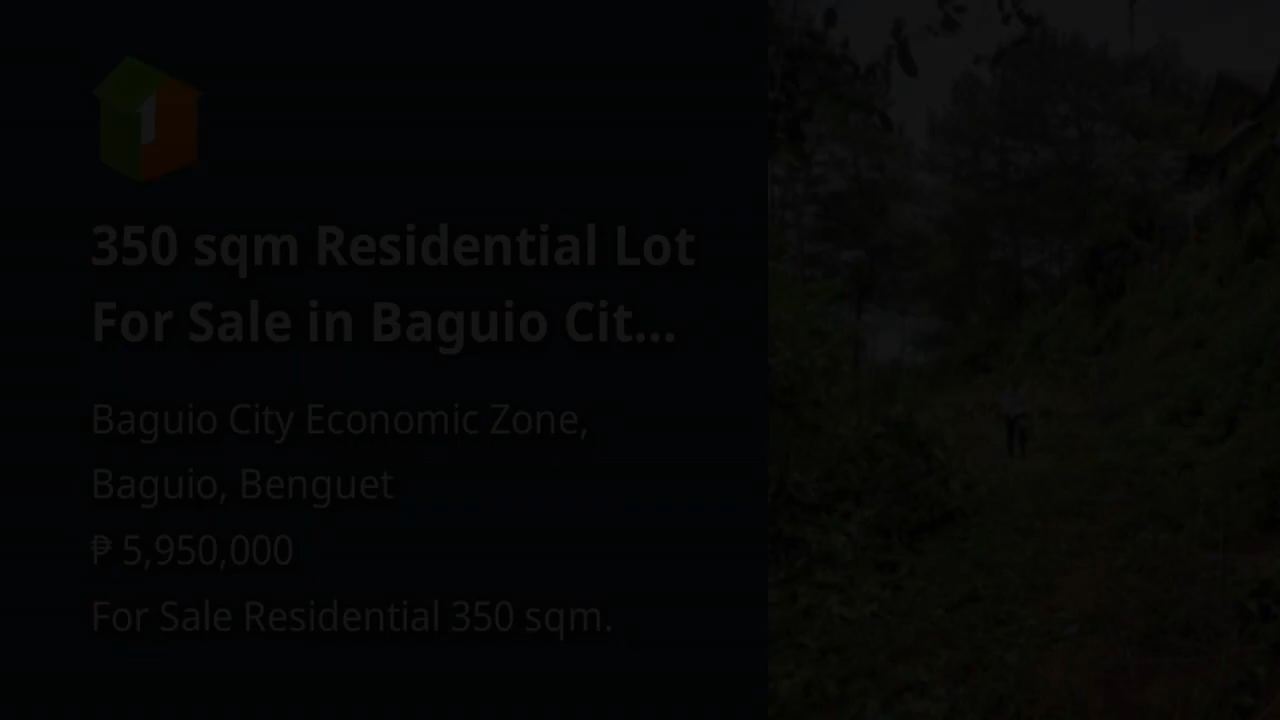 350 sqm Residential Lot
For Sale in Baguio Cit...
Baguio City Economic Zone,
Baguio, Benguet
₱ 5,950,000
For Sale Residential 350 sqm.